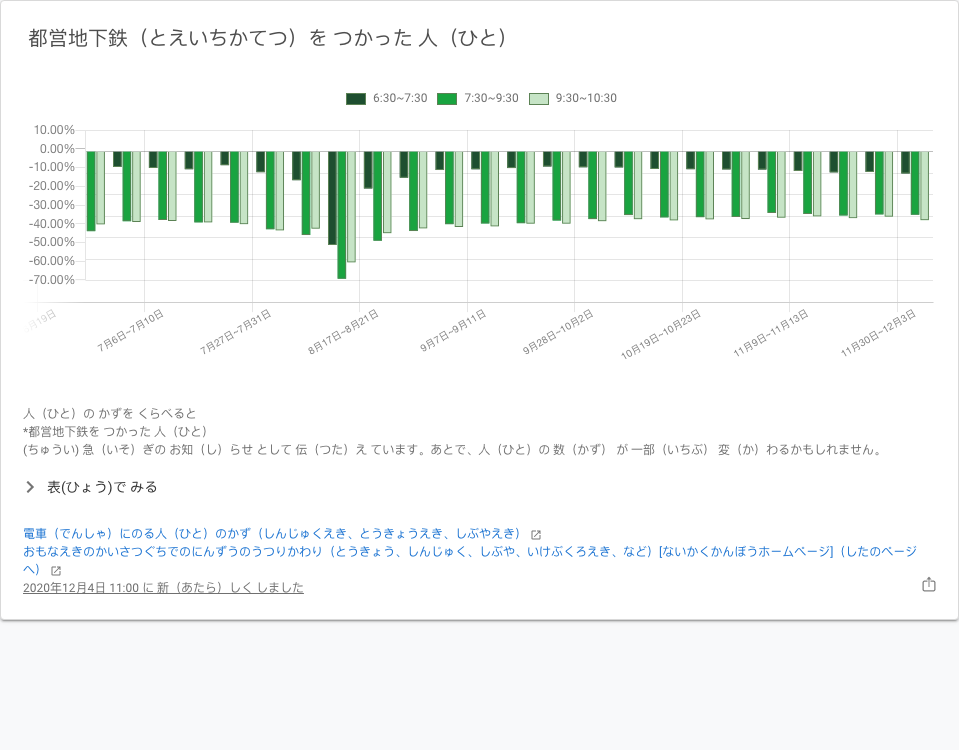 都営地下鉄（とえいちかてつ）を つかった 人（ひと）
6:30~7:30 7:30~9:30 9:30~10:30
10.00%
0.00%
-10.00%
-20.00%
-30.00%
-40.00%
-50.00%
-60.00%
-70.00%
月19日
7月6日~7月10日
7月27日~7月31日
8月17日~8月21日
9月7日~9月11日
9月28日~10月2日
10月19日~10月23日
11月9日~11月13日
11月30日~12月3日
人（ひと）の かずを くらべると
*都営地下鉄を つかった 人（ひと）
(ちゅうい) 急（いそ）ぎの お知（し）らせ として 伝（つた）え ています。あとで、人（ひと）の 数（かず） が 一部（いちぶ） 変（か）わるかもしれません。
表(ひょう)で みる
電車（でんしゃ）にのる人（ひと）のかず（しんじゅくえき、とうきょうえき、しぶやえき）
おもなえきのかいさつぐちでのにんずうのうつりかわり（とうきょう、しんじゅく、しぶや、いけぶくろえき、など）[ないかくかんぼうホームページ]（したのページ
へ）
2020年12月4日 11:00 に 新（あたら）しく しました